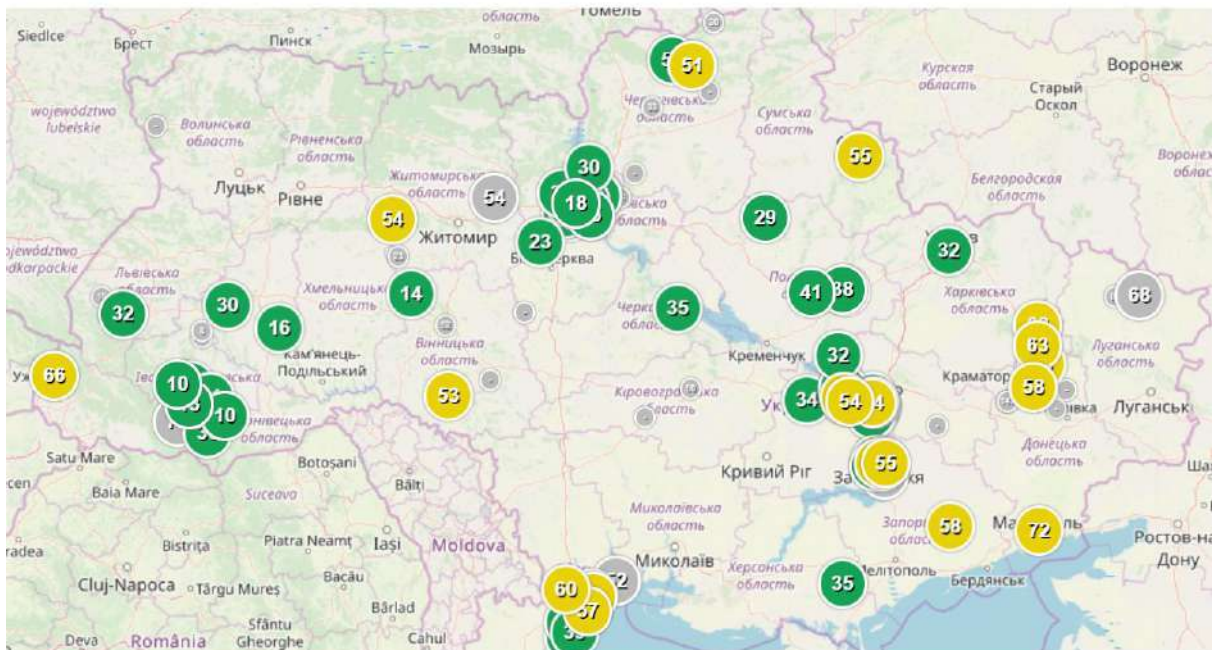 Гомель
20
Siedlce
Брест
Пинск
Мозырь
51
Воронеж
Курская
область
Старый
Оскол
województwo
lubelskie
Волинська
область
Рівненська
область
Чернігівська
область
Сумська
область
55
Белгородская
область
30
Луцьк
Рівне
Житомирська
область
54
18
54
Житомир
29
23
32
Львівська
область
Хмельницька
область
14
41
38
Харківська
область
68
32
30
16
35
Луганська
область
Кам'янець-
Подільський
Вінницька
область
Кременчук
32
63
66
10
53
Кіровоградська
область
34
54
58
Луганськ
10
Донецька
область
Satu Mare
Botoșani
Baia Mare
Suceava
Bălți
Кривий Ріг
55
Миколаївська
область
58
72
Bistrița
Piatra Neamț
Iași
Moldova
Миколаїв
Херсонська
область
Ростов-на-
Дону
Cluj-Napoca
Târgu Mureș
Bacău
60
35
Бердянськ
Bârlad
57
Deva
România
Sfântu
Gheorghe
Cahul